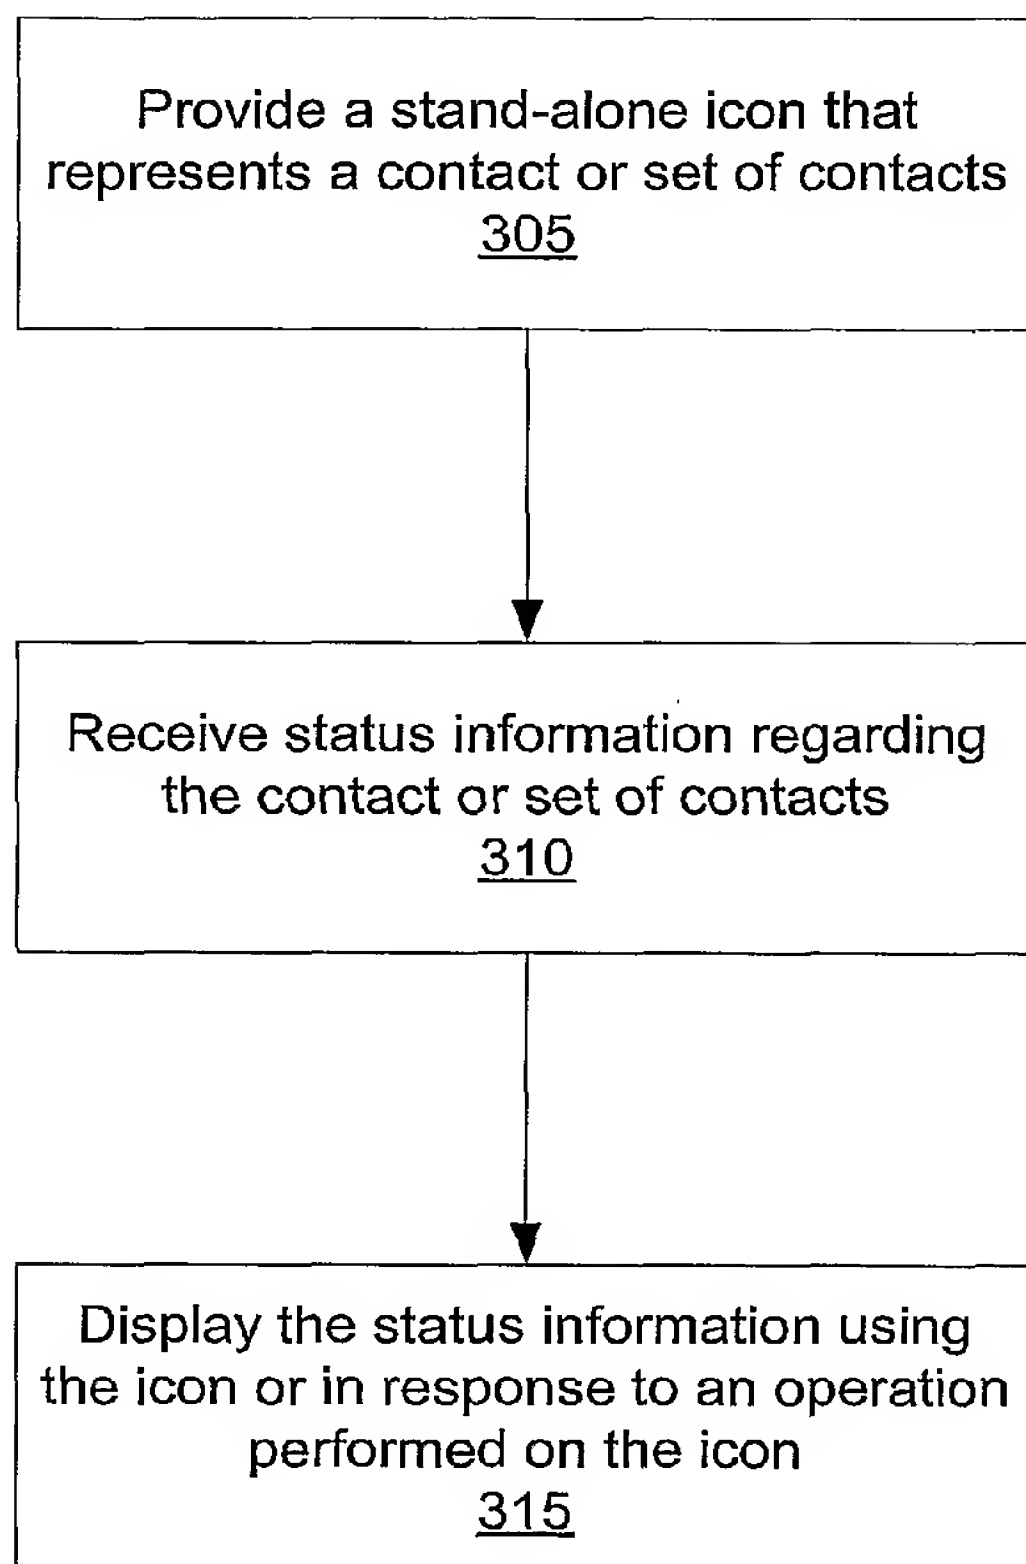 Provide a stand-alone icon that
represents a contact or set of contacts
305
Receive status information regarding
the contact or set of contacts
310
Display the status information using
the icon or in response to an operation
performed on the icon
315